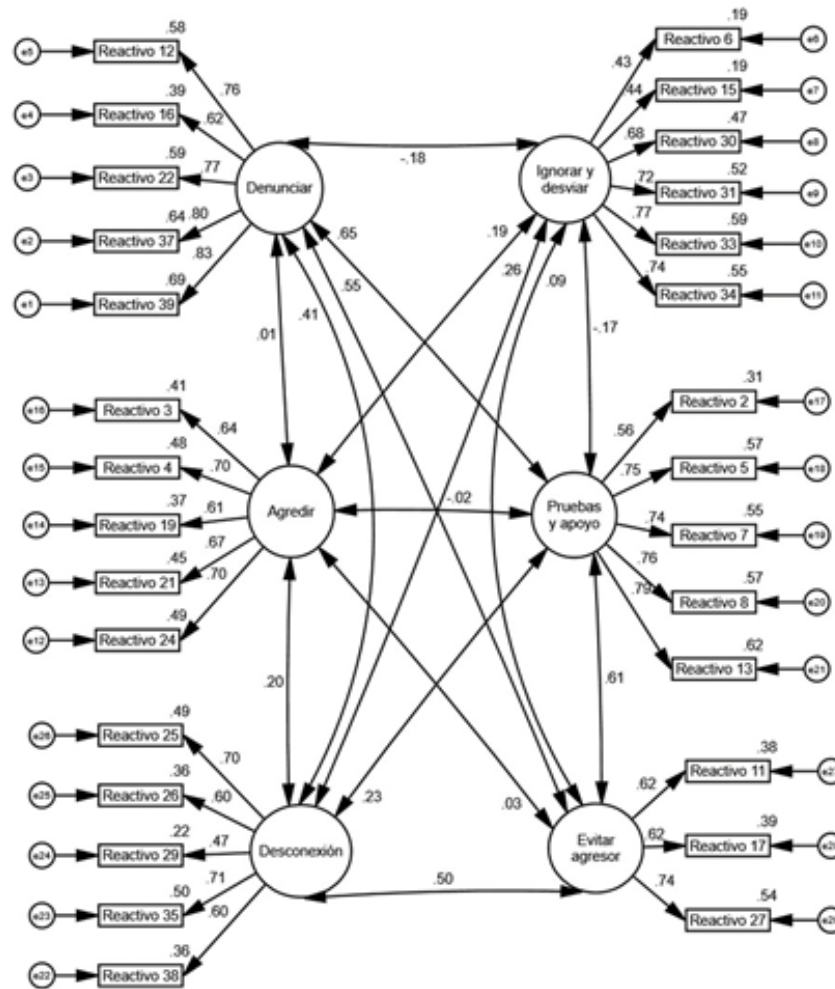 .58
e5 Reactivo 12
.76
.39
e4 Reactivo 16
.62
.59
e3 Reactivo 22
.77
.64
e2 Reactivo 37
.80
.69
e1 Reactivo 39
.83
Denunciar
-.18
Ignorar y
desviar
.19
Reactivo 6 e6
.43
.19
Reactivo 15 e7
.44
.47
Reactivo 30 e8
.68
.52
Reactivo 31 e9
.72
.59
Reactivo 33 e10
.77
.55
Reactivo 34 e11
.74
.65
.55
.41
.01
.19
.26
.09
-.17
.41
e16 Reactivo 3
.64
.48
e15 Reactivo 4
.70
.37
e14 Reactivo 19
.61
.45
e13 Reactivo 21
.67
.49
e12 Reactivo 24
.70
Agredir
-.02
Pruebas
y apoyo
.31
Reactivo 2 e17
.56
.57
Reactivo 5 e18
.75
.55
Reactivo 7 e19
.74
.57
Reactivo 8 e20
.76
.62
Reactivo 13 e21
.79
.20
.23
.03
.61
.49
e26 Reactivo 25
.70
.36
e25 Reactivo 26
.60
.22
e24 Reactivo 29
.47
.50
e23 Reactivo 35
.71
.36
e22 Reactivo 38
.60
Desconexión
.50
Evitar
agresor
.38
Reactivo 11
.62
.39
Reactivo 17
.62
.54
Reactivo 27
.74